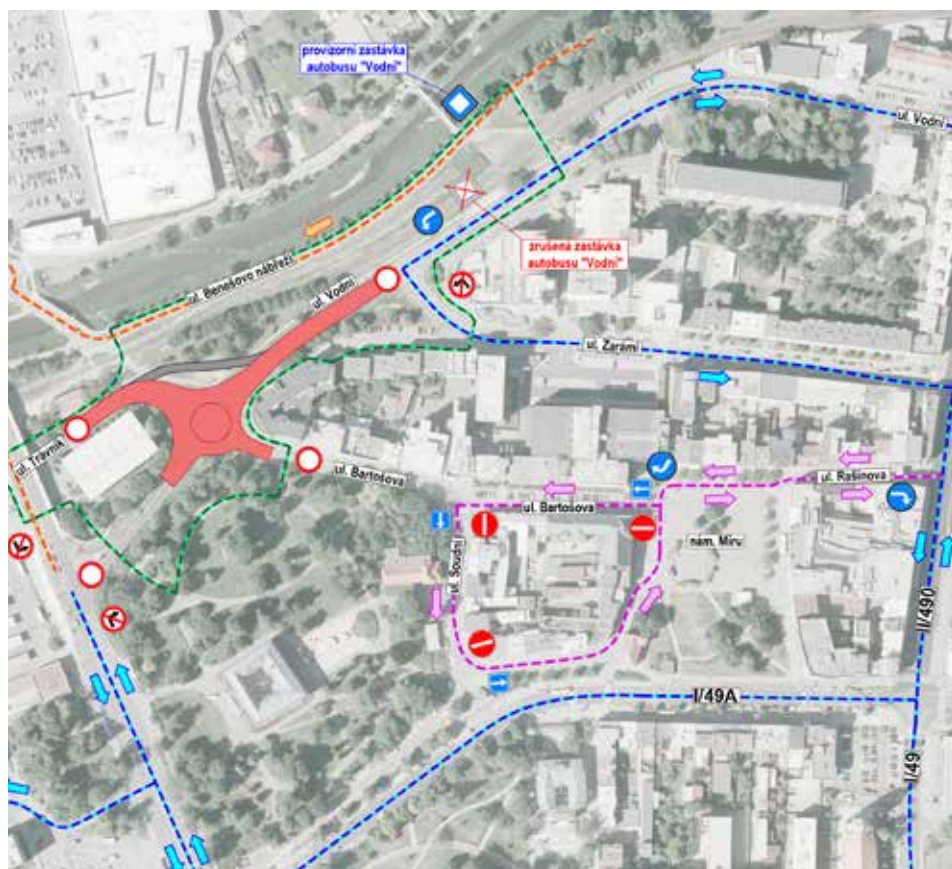 provizorní zastávka
autobusu "Vodní"
ul. Vodní
zrušená zastávka
autobusu "Vodní"
ul. Benešovo nábřeží
ul. Vodní
ul. Zarámí
ul. Trávník
ul. Bartošova
ul. Rašínova
ul. Bartošova
nám. Míru
ul. Soudní
II/490
I/49A
I/49